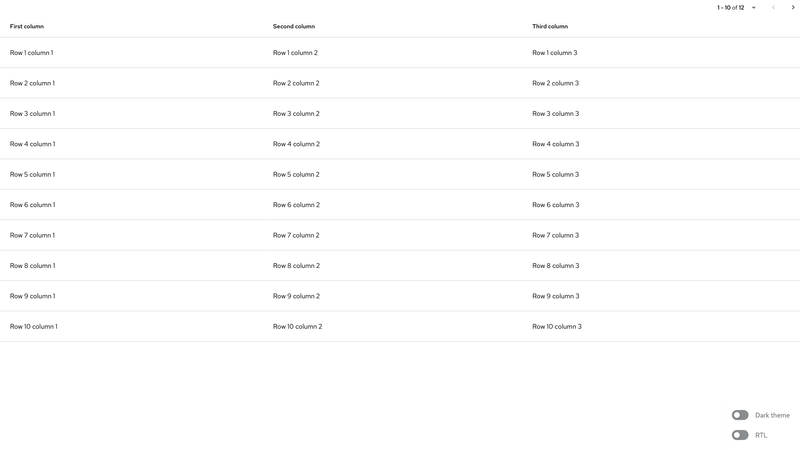 1 - 10 of 12
First column Second column Third column
Row 1 column 1 Row 1 column 2 Row 1 column 3
Row 2 column 1 Row 2 column 2 Row 2 column 3
Row 3 column 1 Row 3 column 2 Row 3 column 3
Row 4 column 1 Row 4 column 2 Row 4 column 3
Row 5 column 1 Row 5 column 2 Row 5 column 3
Row 6 column 1 Row 6 column 2 Row 6 column 3
Row 7 column 1 Row 7 column 2 Row 7 column 3
Row 8 column 1 Row 8 column 2 Row 8 column 3
Row 9 column 1 Row 9 column 2 Row 9 column 3
Row 10 column 1 Row 10 column 2 Row 10 column 3
Dark theme
RTL